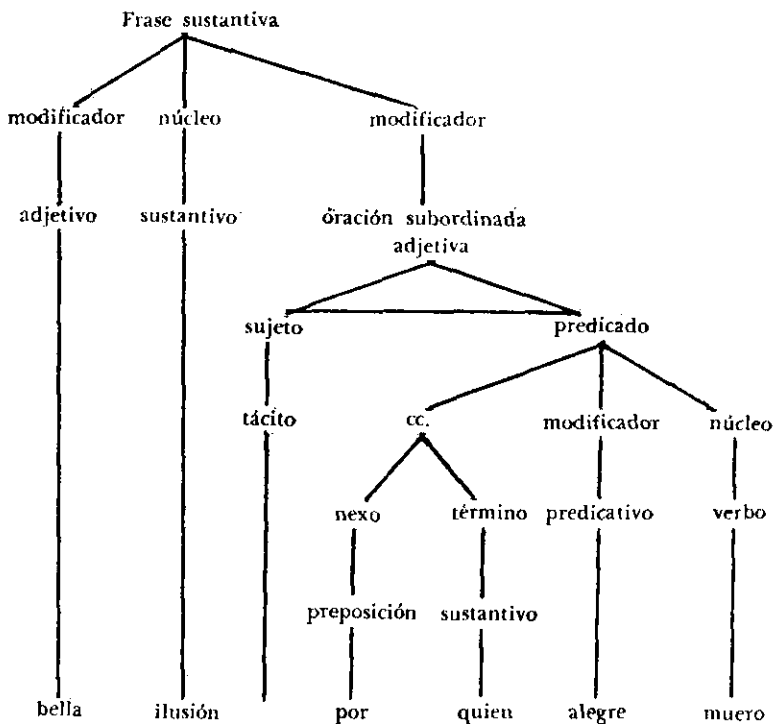 Frase sustantiva
modificador núcleo modificador
adjetivo sustantivo oración subordinada
adjetiva
sujeto predicado
tácito cc. modificador núcleo
nexo término predicativo verbo
preposición sustantivo
bella ilusión por quien alegre muero